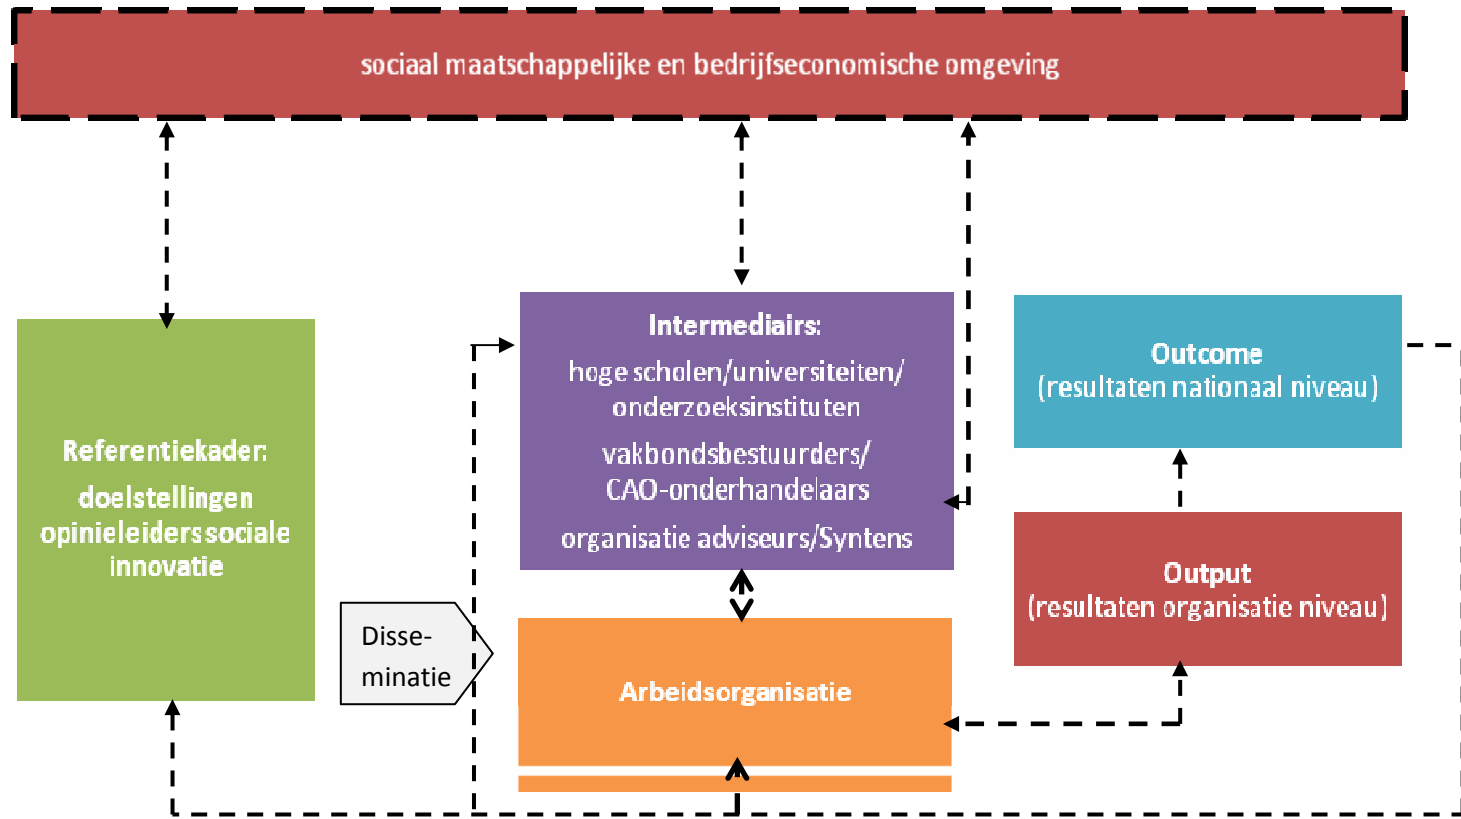 sociaal maatschappelijke en bedrijfseconomische omgeving
Referentiekader:
doelstellingen
opinieleiders sociale
innovatie
Disse-
minatie
Intermediairs:
hoge scholen/universiteiten/
onderzoeksinstituten
vakbondsbestuurders/
CAO-onderhandelaars
organisatie adviseurs/Syntens
Arbeidsorganisatie
Outcome
(resultaten nationaal niveau)
Output
(resultaten organisatie niveau)